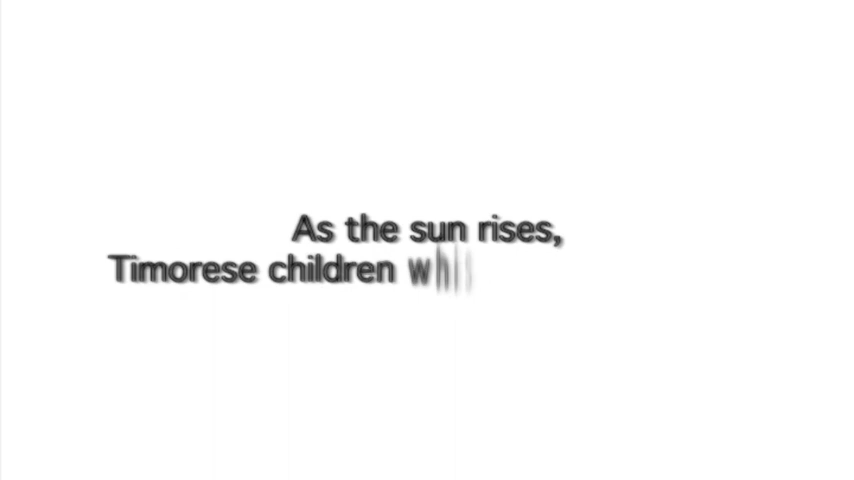 As the sun rises,
Timorese children